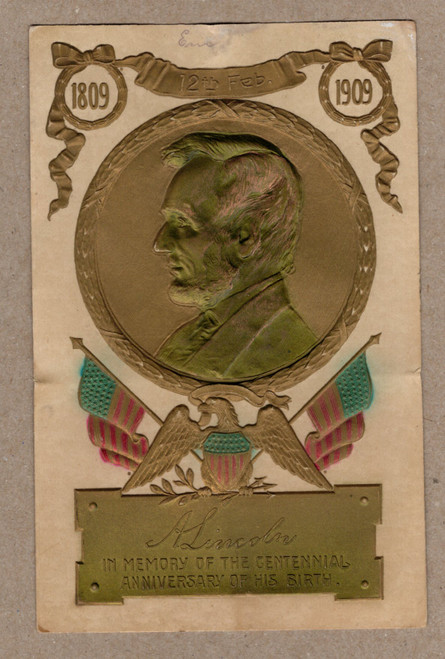 12th Feb.
1809
1909
A. Lincoln
IN MEMORY OF THE CENTENNIAL
ANNIVERSARY OF HIS BIRTH.